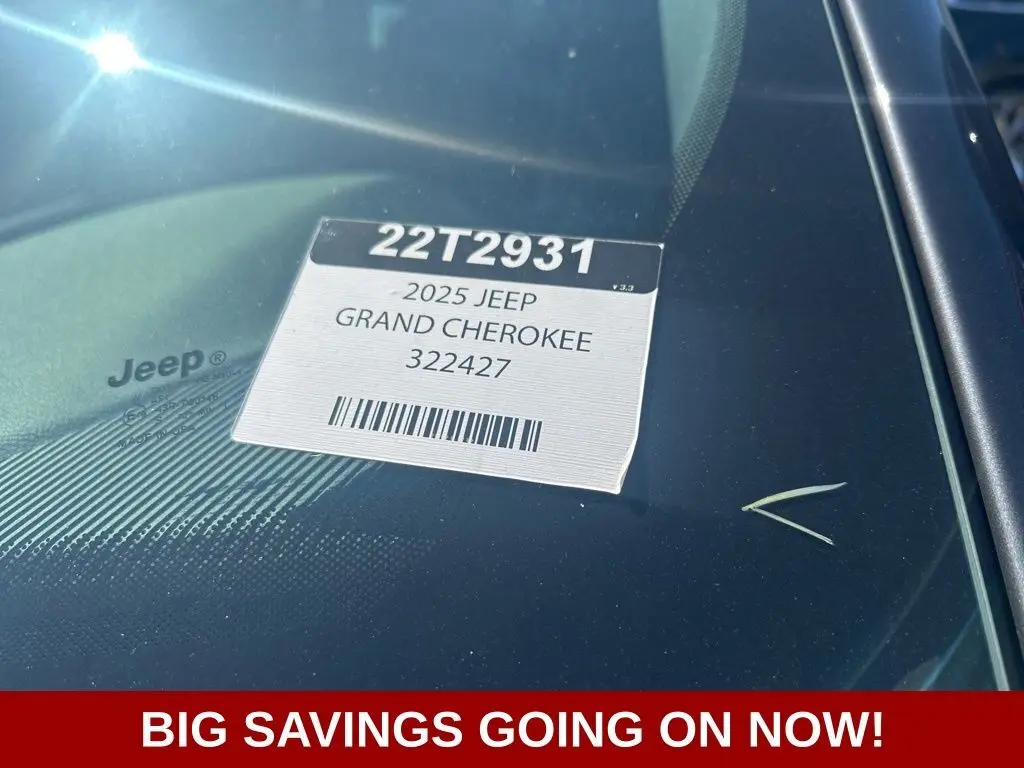 22T2931
v 3.3
2025 JEEP
GRAND CHEROKEE
322427
Jeep®
BIG SAVINGS GOING ON NOW!